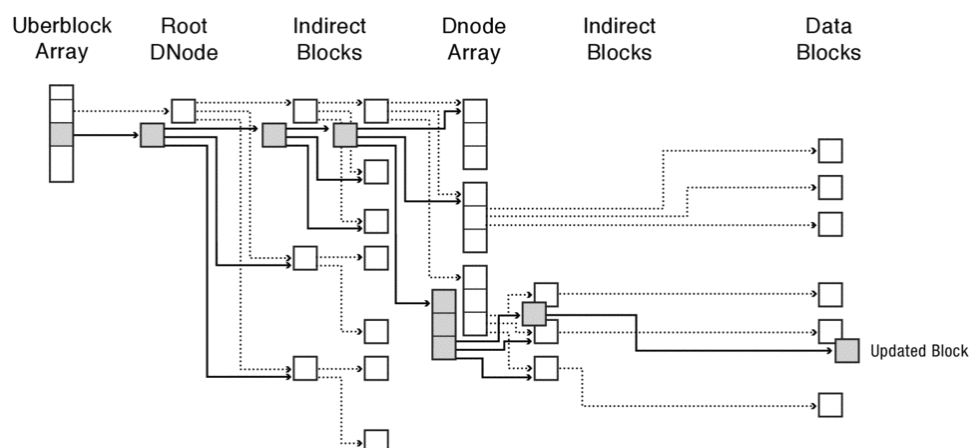 Uberblock
Array
Root
DNode
Indirect
Blocks
Dnode
Array
Indirect
Blocks
Data
Blocks
Updated Block